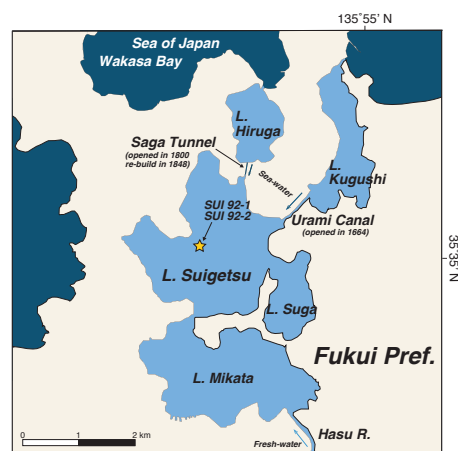 135˚55’ N
Sea of Japan
Wakasa Bay
L.
Hiruga
Saga Tunnel
(opened in 1800
re-build in 1848)
L.
Kugushi
Sea-water
SUI 92-1
SUI 92-2
Urami Canal
(opened in 1664)
35˚35’ N
L. Suigetsu
L. Suga
Fukui Pref.
L. Mikata
Hasu R.
Fresh-water
0 1 2 km